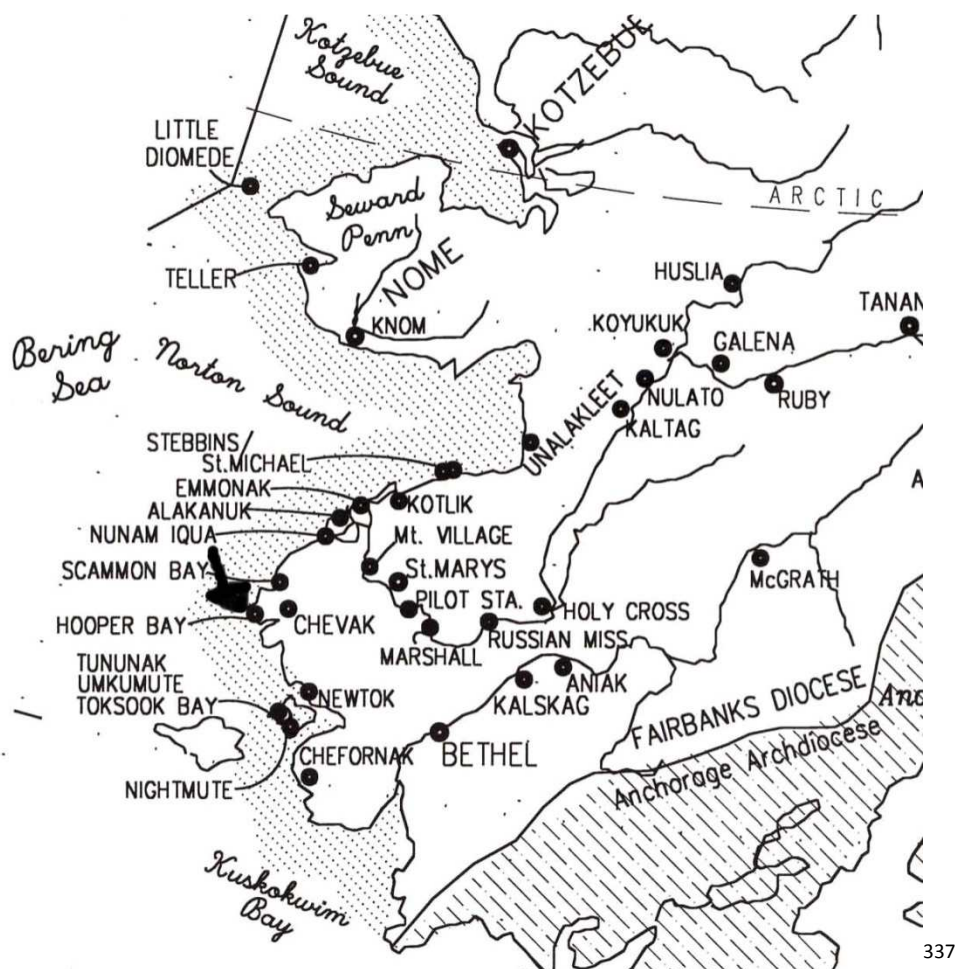 Kotzebue
Sound
KOTZEBUE
LITTLE
DIOMEDE
ARCTIC
Seward
Penn
TELLER
NOME
KNOM
HUSLIA
TANAN
KOYUKUK
GALENA
Bering
Sea
Norton Sound
NULATO
RUBY
UNALAKLEET
KALTAG
STEBBINS/
St.MICHAEL
EMMONAK
KOTLIK
ALAKANUK
NUNAM IQUA
Mt. VILLAGE
SCAMMON BAY
St.MARYS
McGRATH
PILOT STA.
HOLY CROSS
HOOPER BAY
CHEVAK
RUSSIAN MISS.
MARSHALL
TUNUNAK
UMKUMUTE
TOKSOOK BAY
NEWTOK
ANIAK
KALSKAG
FAIRBANKS DIOCESE
Anc
CHEFORNAK
BETHEL
Anchorage Archdiocese
NIGHTMUTE
Kuskokwim
Bay
337